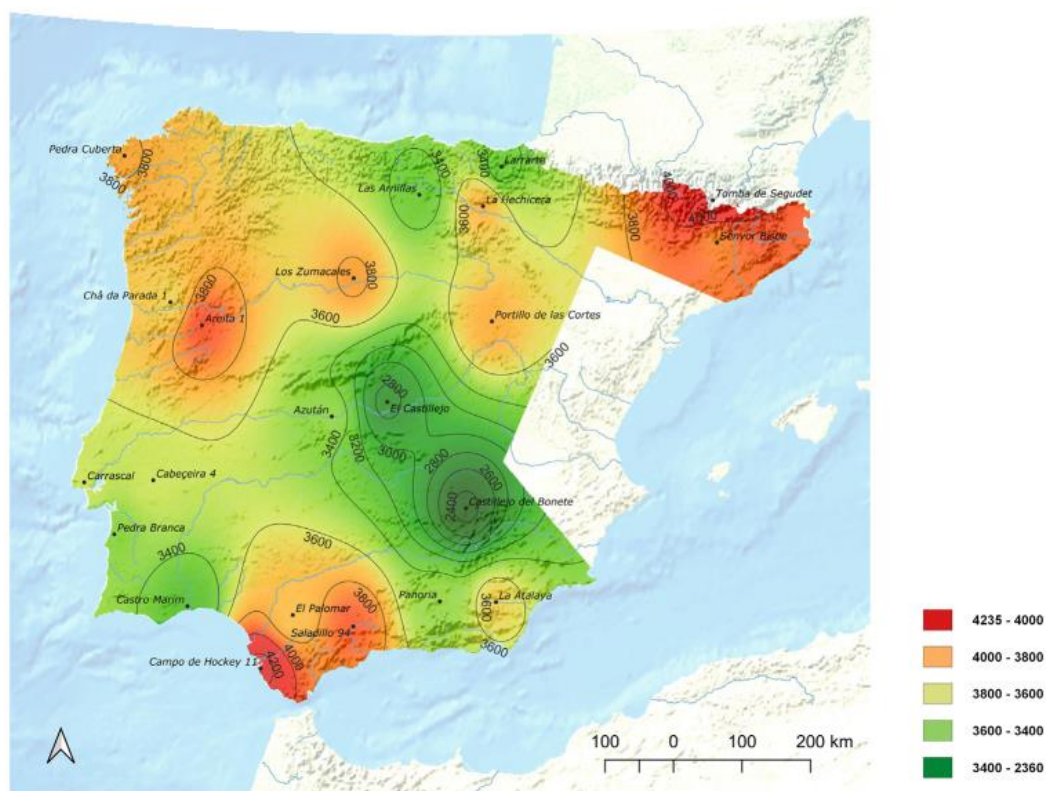 Pedra Cuberta
3800
3800
3400
3400
Larrarte
Las Arnillas
La Hechicera
3600
4000
Tomba de Segudet
4000
3800
Senyor Bisbe
Los Zumacales
3800
Chã da Parada 1
3800
Areita 1
3600
Portillo de las Cortes
3600
2800
El Castillejo
Azután
3400
3200
3000
2800
2600
2400
Castillejo del Bonete
Carrascal
Cabeçeira 4
Pedra Branca
3400
3600
Castro Marim
El Palomar
3800
Saladillo 94
Panoria
La Atalaya
3600
3600
Campo de Hockey 11
4200
4000
100 0 100 200 km
4235 - 4000
4000 - 3800
3800 - 3600
3600 - 3400
3400 - 2360